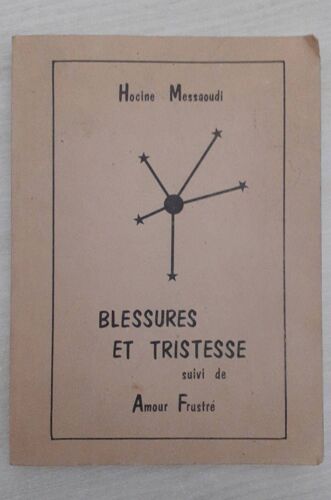 Hocine Messaoudi
BLESSURES
ET TRISTESSE
suivi de
Amour Frustré